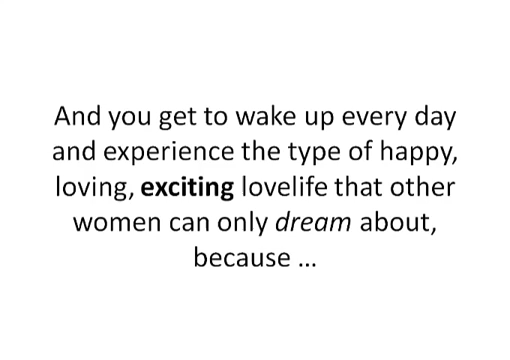 And you get to wake up every day
and experience the type of happy,
loving, exciting lovelife that other
women can only dream about,
because ...